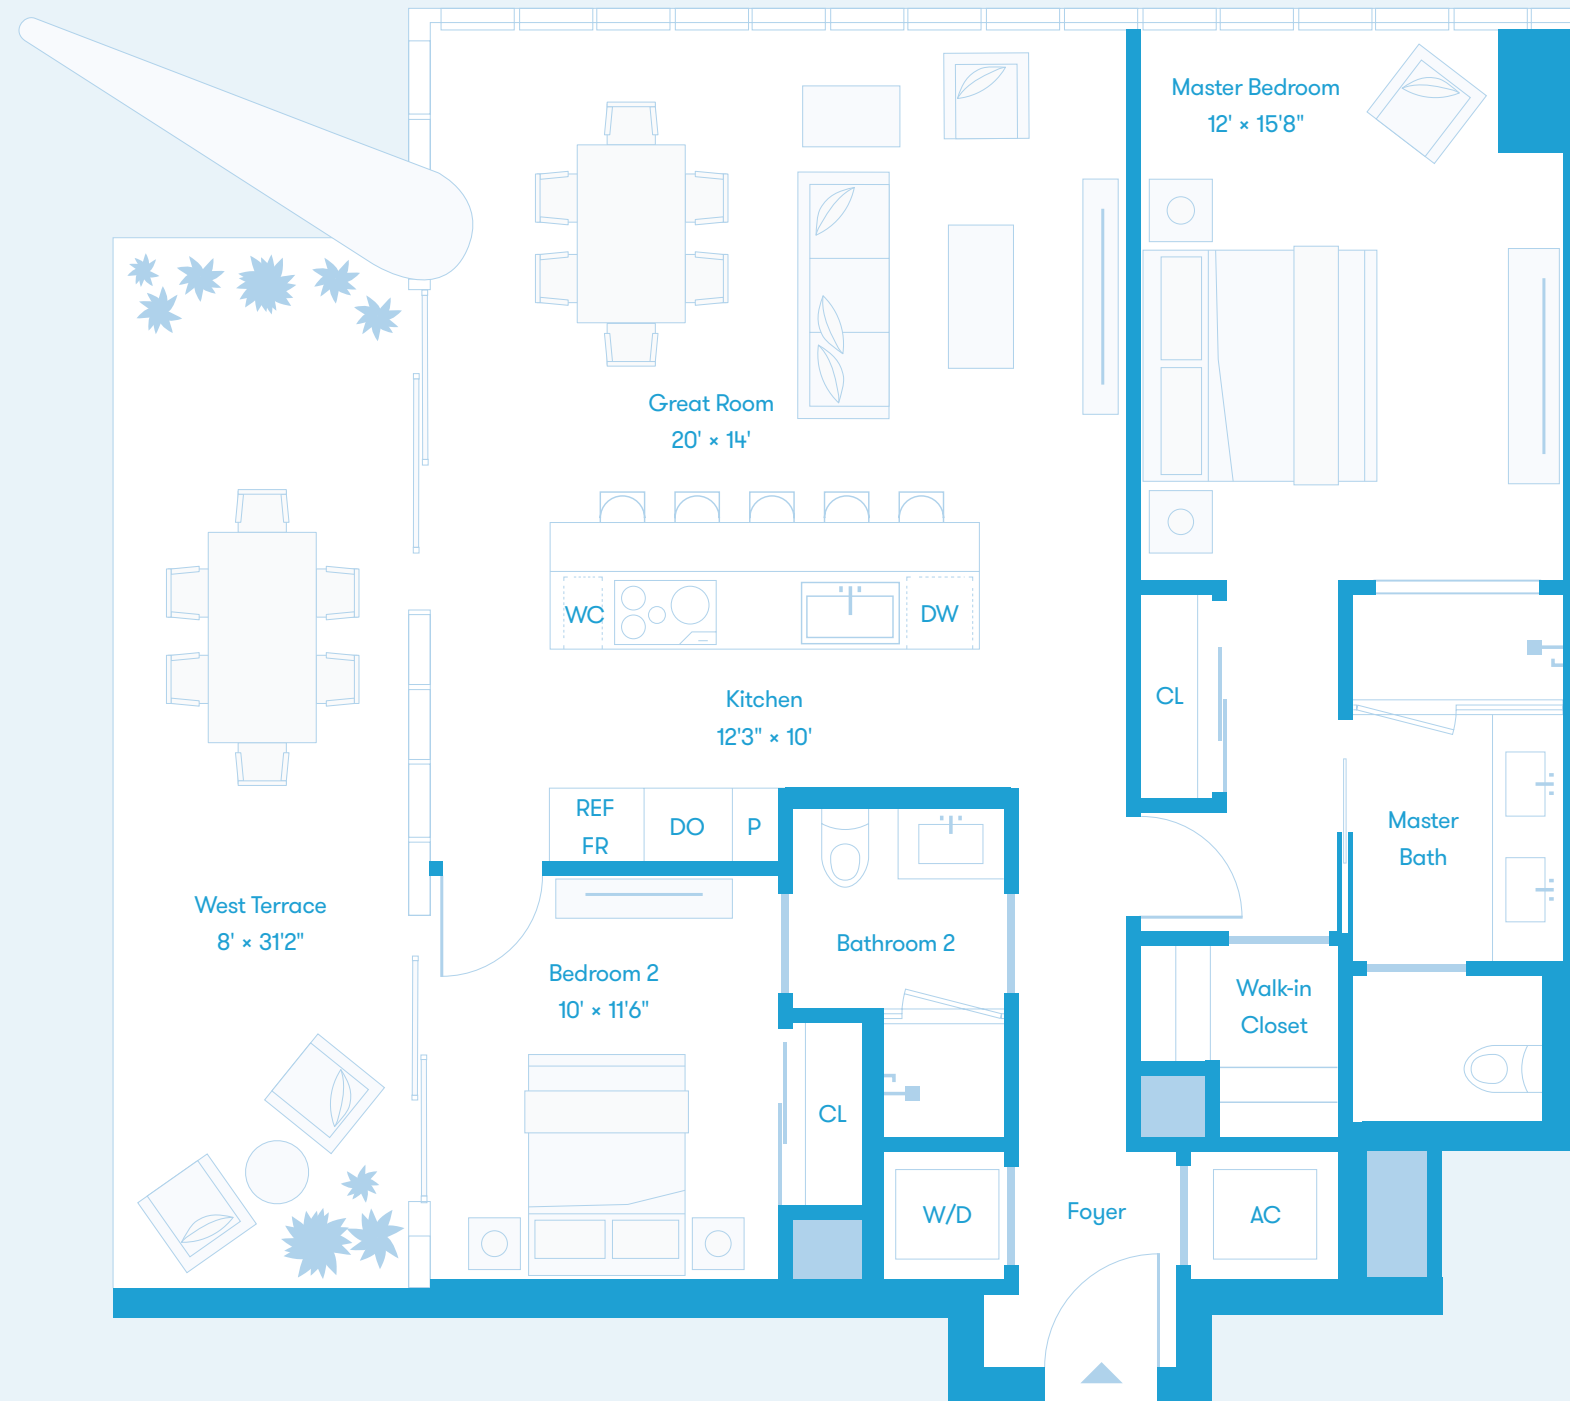 Master Bedroom
12' × 15'8"
Great Room
20' × 14'
WC
DW
Kitchen
12'3" × 10'
CL
REF
FR
DO
P
Master
Bath
West Terrace
8' × 31'2"
Bathroom 2
Bedroom 2
10' × 11'6"
Walk-in
Closet
CL
W/D
Foyer
AC